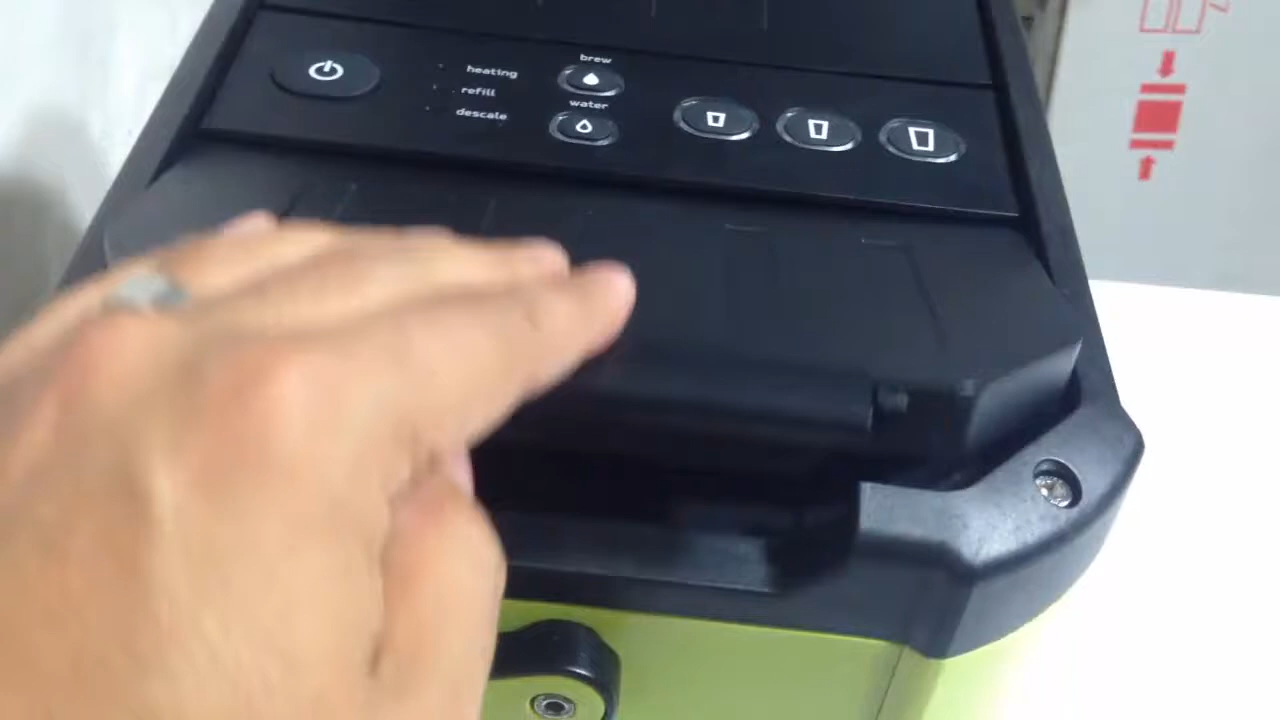 brew
heating
refill
water
descale